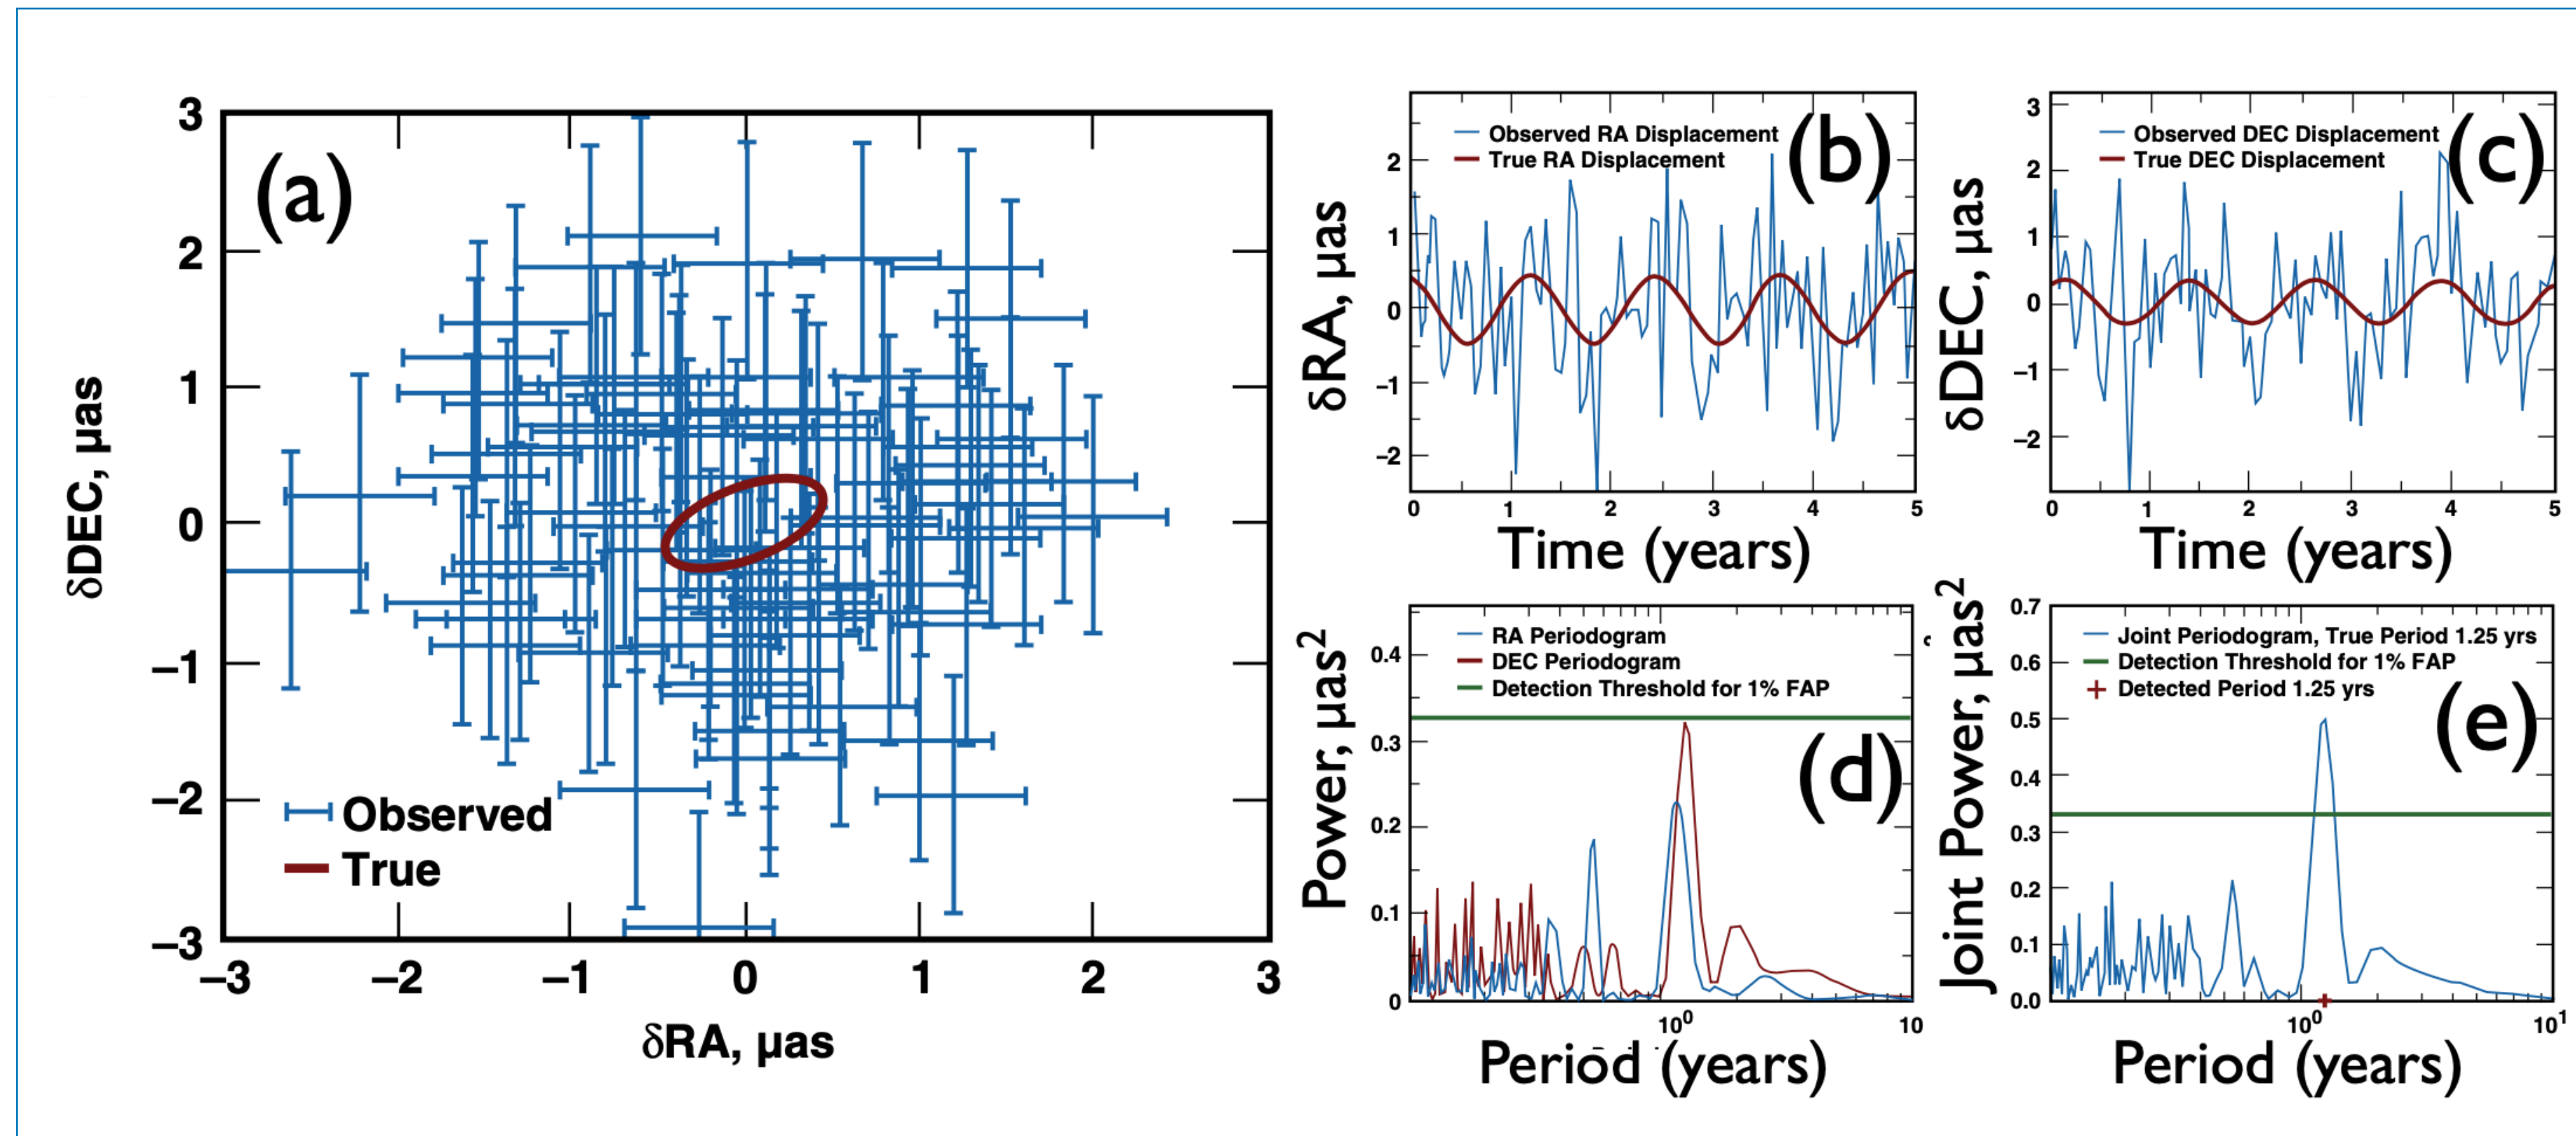 (a)
3
2
1
0
−1
−2
−3
−3
−2
−1
0
1
2
3
δDEC, μas
δRA, μas
Observed
True
(b)
Observed RA Displacement
True RA Displacement
2
1
0
−1
−2
0
1
2
3
4
5
δRA, μas
Time (years)
(c)
Observed DEC Displacement
True DEC Displacement
3
2
1
0
−1
−2
0
1
2
3
4
5
δDEC, μas
Time (years)
(d)
RA Periodogram
DEC Periodogram
Detection Threshold for 1% FAP
0.4
0.3
0.2
0.1
0
10⁰
10
Power, μas²
Period (years)
(e)
Joint Periodogram, True Period 1.25 yrs
Detection Threshold for 1% FAP
Detected Period 1.25 yrs
0.7
0.6
0.5
0.4
0.3
0.2
0.1
0.0
10⁰
10¹
Joint Power, μas²
Period (years)